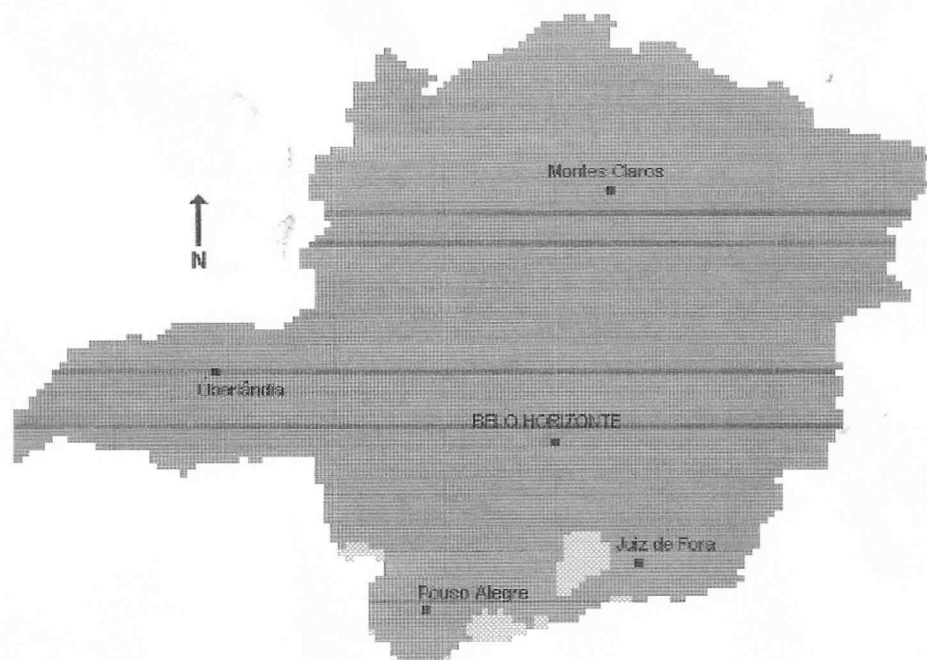 Montes Claros
N
Uberlândia
BELO HORIZONTE
Juiz de Fora
Pouso Alegre